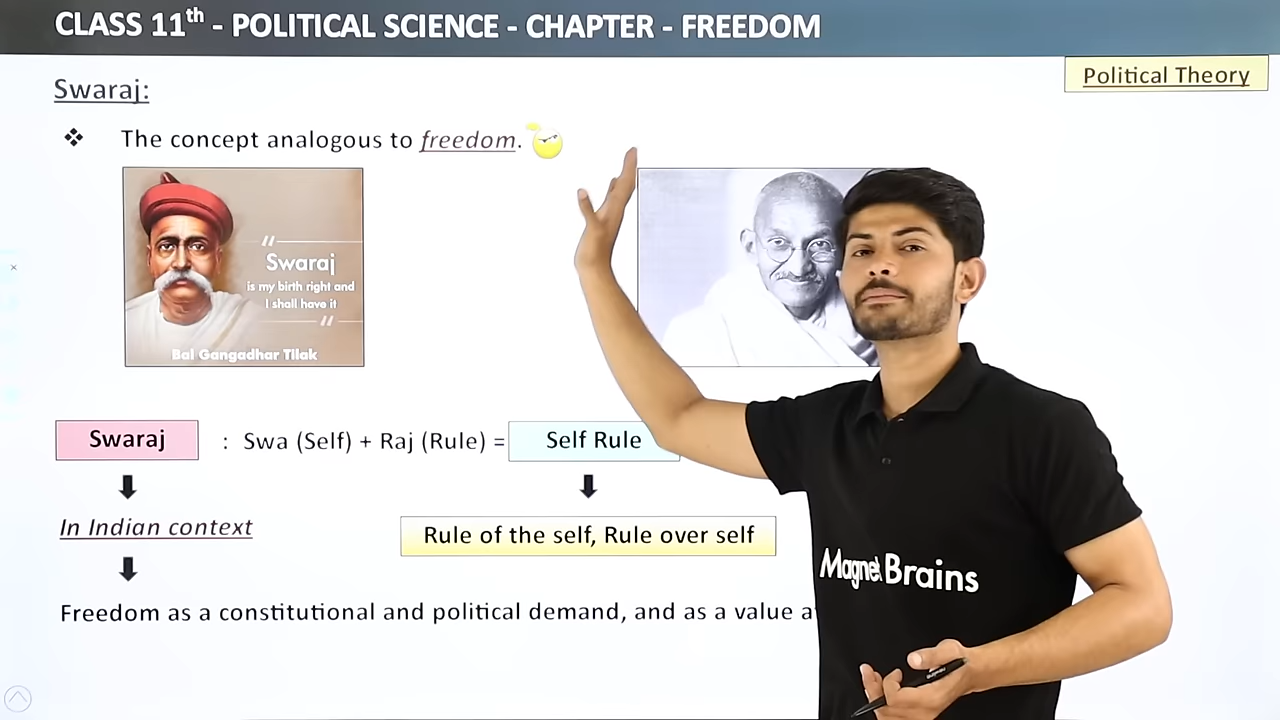 CLASS 11th - POLITICAL SCIENCE - CHAPTER - FREEDOM
Political Theory
Swaraj:
❖ The concept analogous to freedom.
“
Swaraj
is my birth right and
I shall have it
”
Bal Gangadhar Tilak
Swaraj : Swa (Self) + Raj (Rule) = Self Rule
In Indian context
Rule of the self, Rule over self
Freedom as a constitutional and political demand, and as a value
Magnet Brains